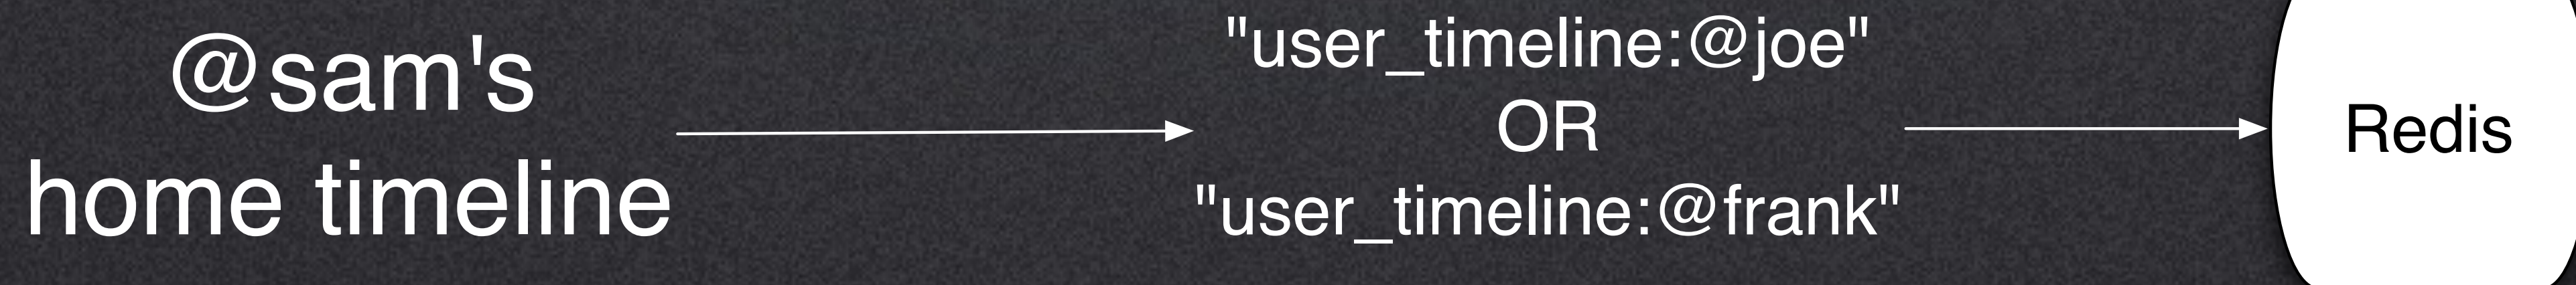 @sam's
home timeline
"user_timeline:@joe"
OR
"user_timeline:@frank"
Redis